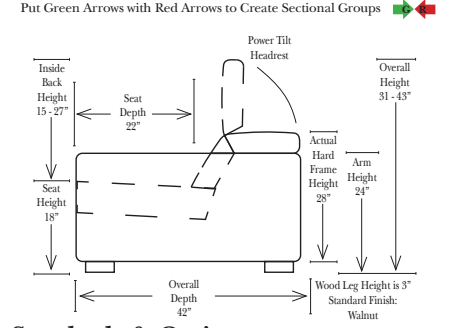 Put Green Arrows with Red Arrows to Create Sectional Groups
G R
Power Tilt
Headrest
Inside
Back
Height
15 - 27"
Seat
Depth
22"
Overall
Height
31 - 43"
Actual
Hard
Frame
Height
28"
Arm
Height
24"
Seat
Height
18"
Overall
Depth
42"
Wood Leg Height is 3"
Standard Finish:
Walnut